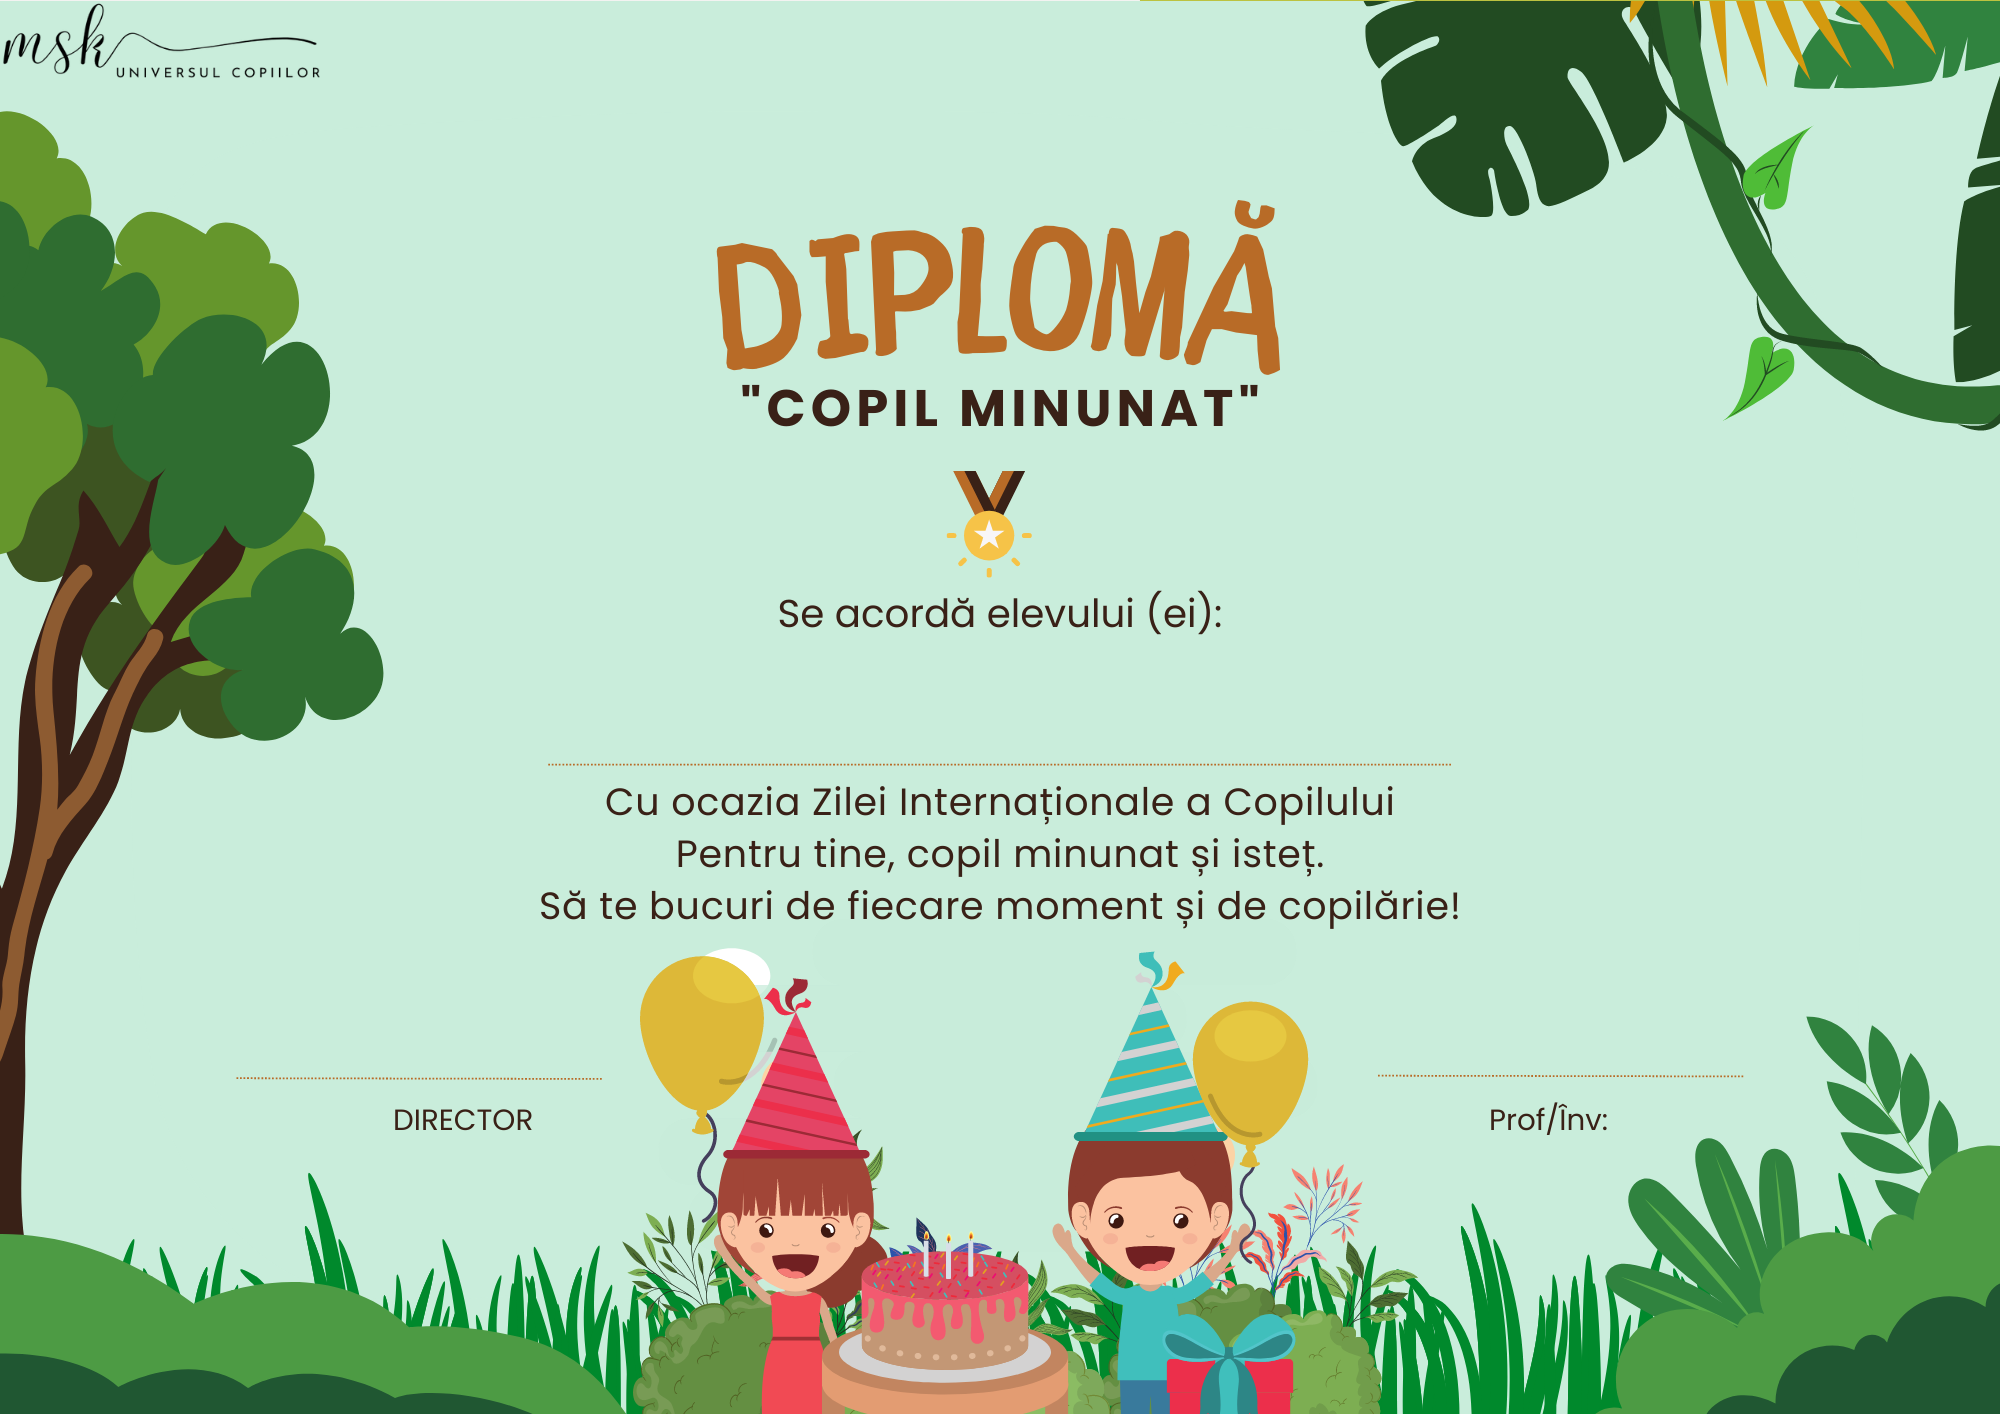 msk
UNIVERSUL COPIILOR
DIPLOMĂ
"COPIL MINUNAT"
Se acordă elevului (ei):
Cu ocazia Zilei Internaționale a Copilului
Pentru tine, copil minunat și isteț.
Să te bucuri de fiecare moment și de copilărie!
DIRECTOR
Prof/Înv: